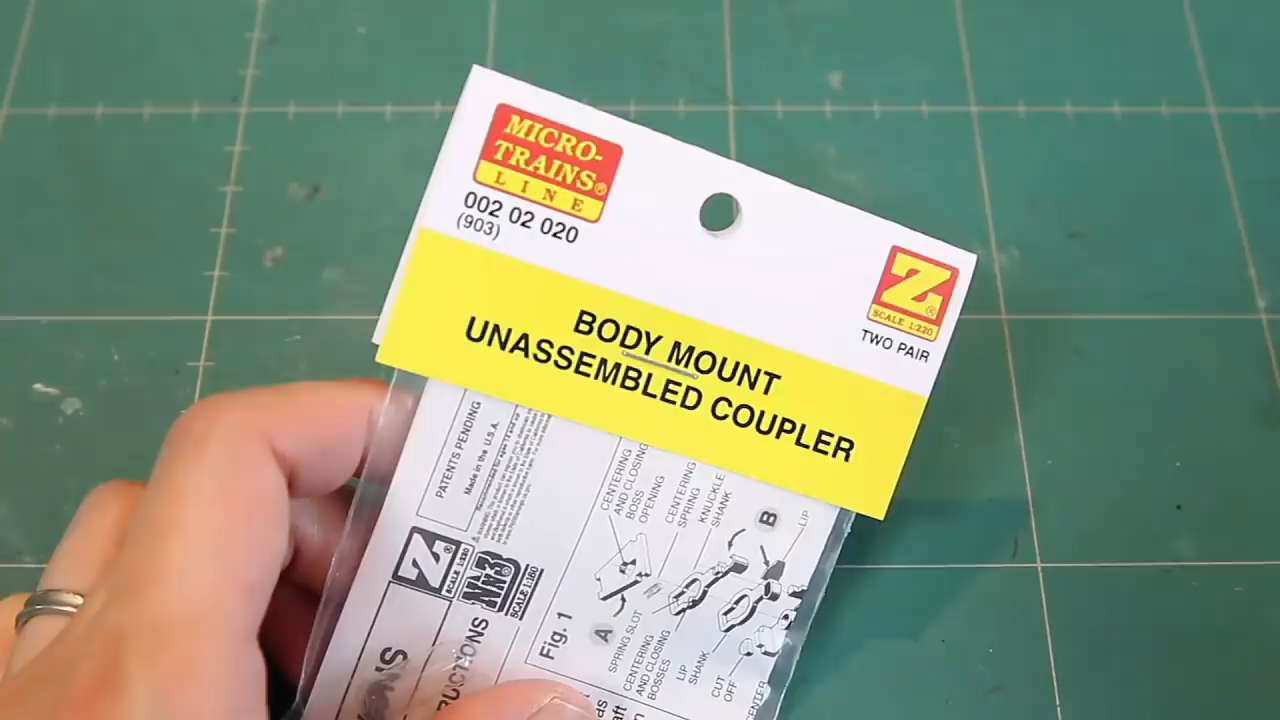 MICRO-
TRAINS®
LINE
002 02 020
(903)
Z®
SCALE 1:220
TWO PAIR
BODY MOUNT
UNASSEMBLED COUPLER
PATENTS PENDING
Made in the U.S.A.
Z®
SCALE 1:220
Nn3®
SCALE 1:160
Fig. 1
CENTERING
AND CLOSING
BOSS
OPENING
CENTERING
SPRING
KNUCKLE
SHANK
B
LIP
A
SPRING SLOT
CENTERING
AND CLOSING
BOSSES
LIP
SHANK
CUT
OFF